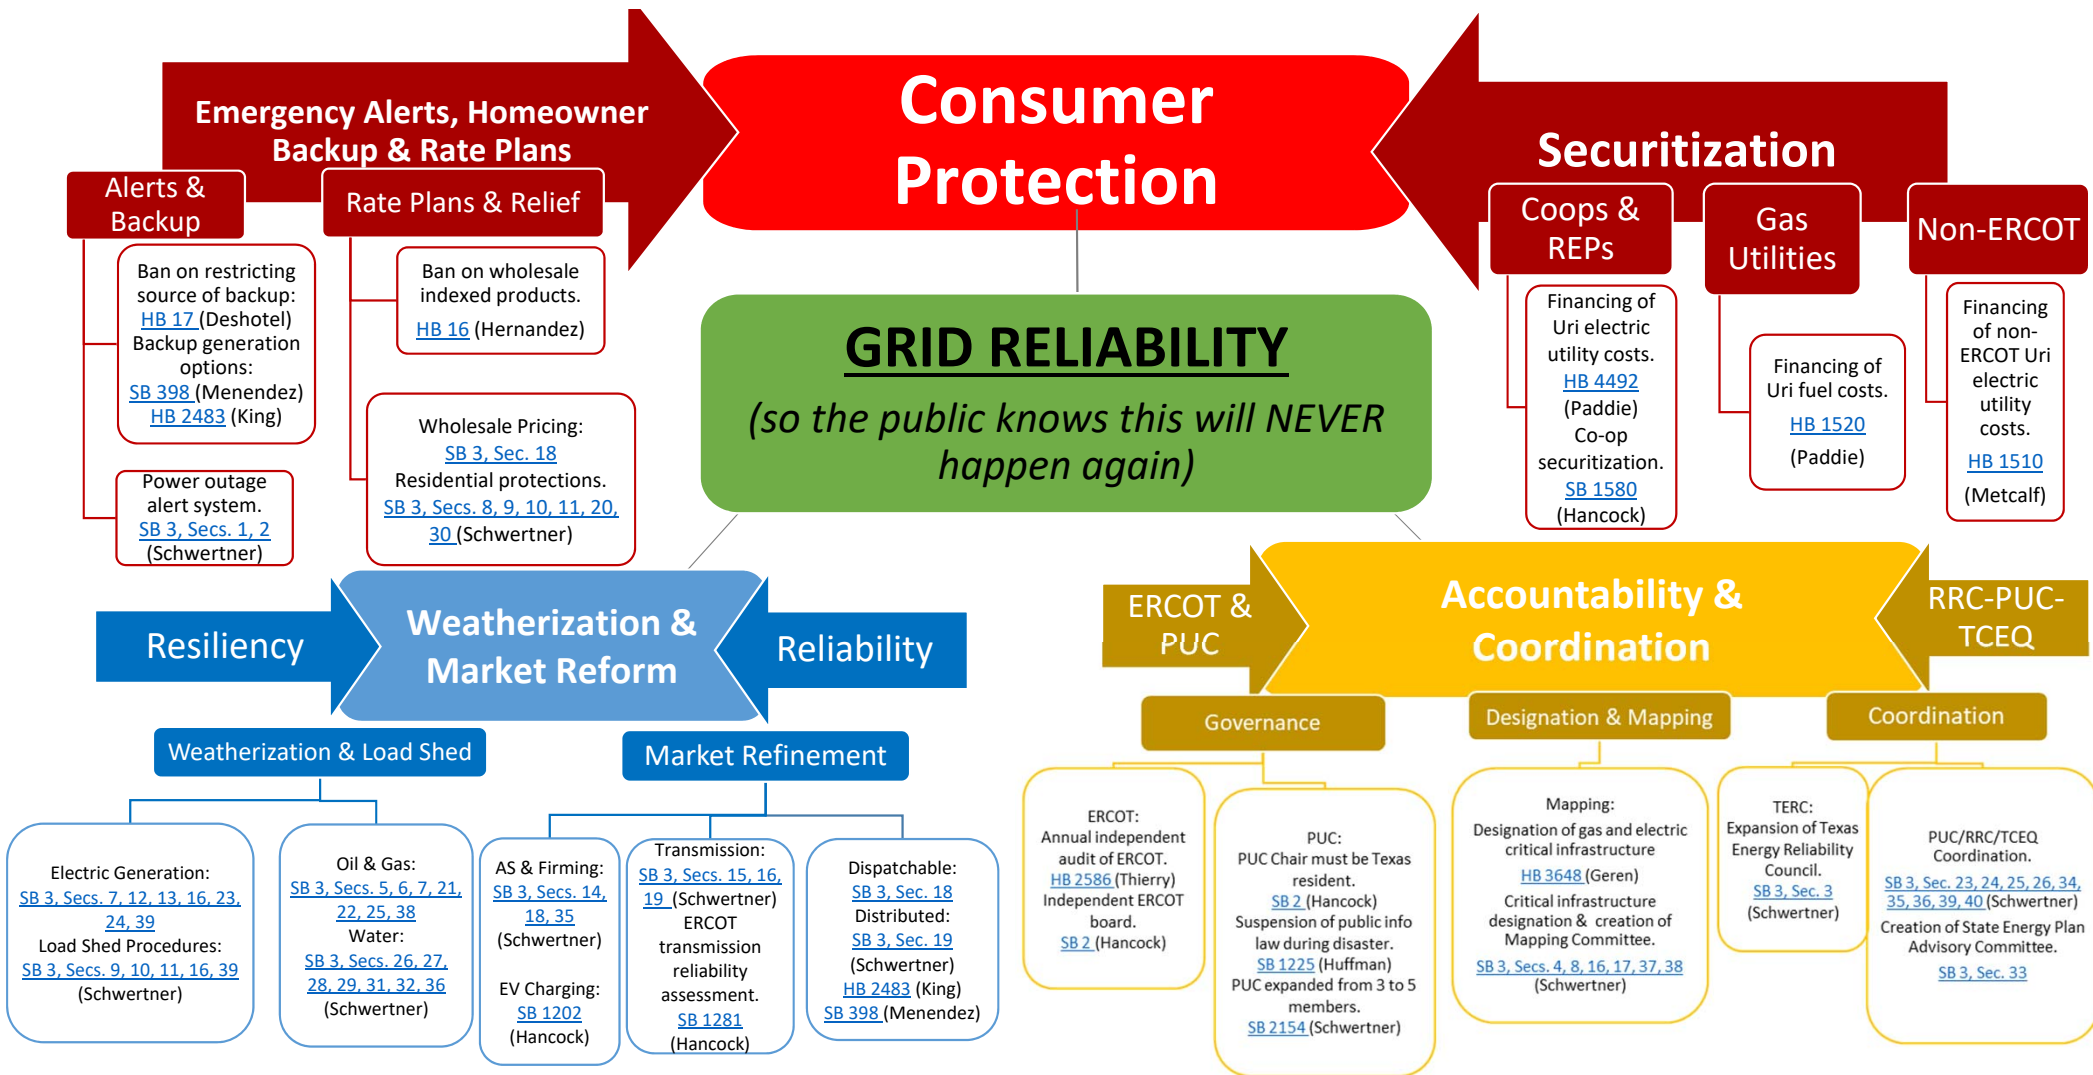 Emergency Alerts, Homeowner
Backup & Rate Plans
Consumer
Protection
Securitization
Alerts &
Backup
Ban on restricting
source of backup:
HB 17 (Deshotel)
Backup generation
options:
SB 398 (Menendez)
HB 2483 (King)
Power outage
alert system.
SB 3, Secs. 1, 2
(Schwertner)
Rate Plans & Relief
Ban on wholesale
indexed products.
HB 16 (Hernandez)
Wholesale Pricing:
SB 3, Sec. 18
Residential protections.
SB 3, Secs. 8, 9, 10, 11, 20,
30 (Schwertner)
Coops &
REPs
Financing of
Uri electric
utility costs.
HB 4492
(Paddie)
Co-op
securitization.
SB 1580
(Hancock)
Gas
Utilities
Financing of
Uri fuel costs.
HB 1520
(Paddie)
Non-ERCOT
Financing
of non-
ERCOT Uri
electric
utility
costs.
HB 1510
(Metcalf)
GRID RELIABILITY
(so the public knows this will NEVER
happen again)
Resiliency
Weatherization &
Market Reform
Reliability
Weatherization & Load Shed
Electric Generation:
SB 3, Secs. 7, 12, 13, 16, 23,
24, 39
Load Shed Procedures:
SB 3, Secs. 9, 10, 11, 16, 39
(Schwertner)
Oil & Gas:
SB 3, Secs. 5, 6, 7, 21,
22, 25, 38
Water:
SB 3, Secs. 26, 27,
28, 29, 31, 32, 36
(Schwertner)
Market Refinement
AS & Firming:
SB 3, Secs. 14,
18, 35
(Schwertner)
EV Charging:
SB 1202
(Hancock)
Transmission:
SB 3, Secs. 15, 16,
19 (Schwertner)
ERCOT
transmission
reliability
assessment.
SB 1281
(Hancock)
Dispatchable:
SB 3, Sec. 18
Distributed:
SB 3, Sec. 19
(Schwertner)
HB 2483 (King)
SB 398 (Menendez)
ERCOT &
PUC
Accountability &
Coordination
RRC-PUC-
TCEQ
Governance
ERCOT:
Annual independent
audit of ERCOT.
HB 2586 (Thierry)
Independent ERCOT
board.
SB 2 (Hancock)
PUC:
PUC Chair must be Texas
resident.
SB 2 (Hancock)
Suspension of public info
law during disaster.
SB 1225 (Huffman)
PUC expanded from 3 to 5
members.
SB 2154 (Schwertner)
Designation & Mapping
Mapping:
Designation of gas and electric
critical infrastructure
HB 3648 (Geren)
Critical infrastructure
designation & creation of
Mapping Committee.
SB 3, Secs. 4, 8, 16, 17, 37, 38
(Schwertner)
Coordination
TERC:
Expansion of Texas
Energy Reliability
Council.
SB 3, Sec. 3
(Schwertner)
PUC/RRC/TCEQ
Coordination.
SB 3, Sec. 23, 24, 25, 26, 34,
35, 36, 39, 40 (Schwertner)
Creation of State Energy Plan
Advisory Committee.
SB 3, Sec. 33